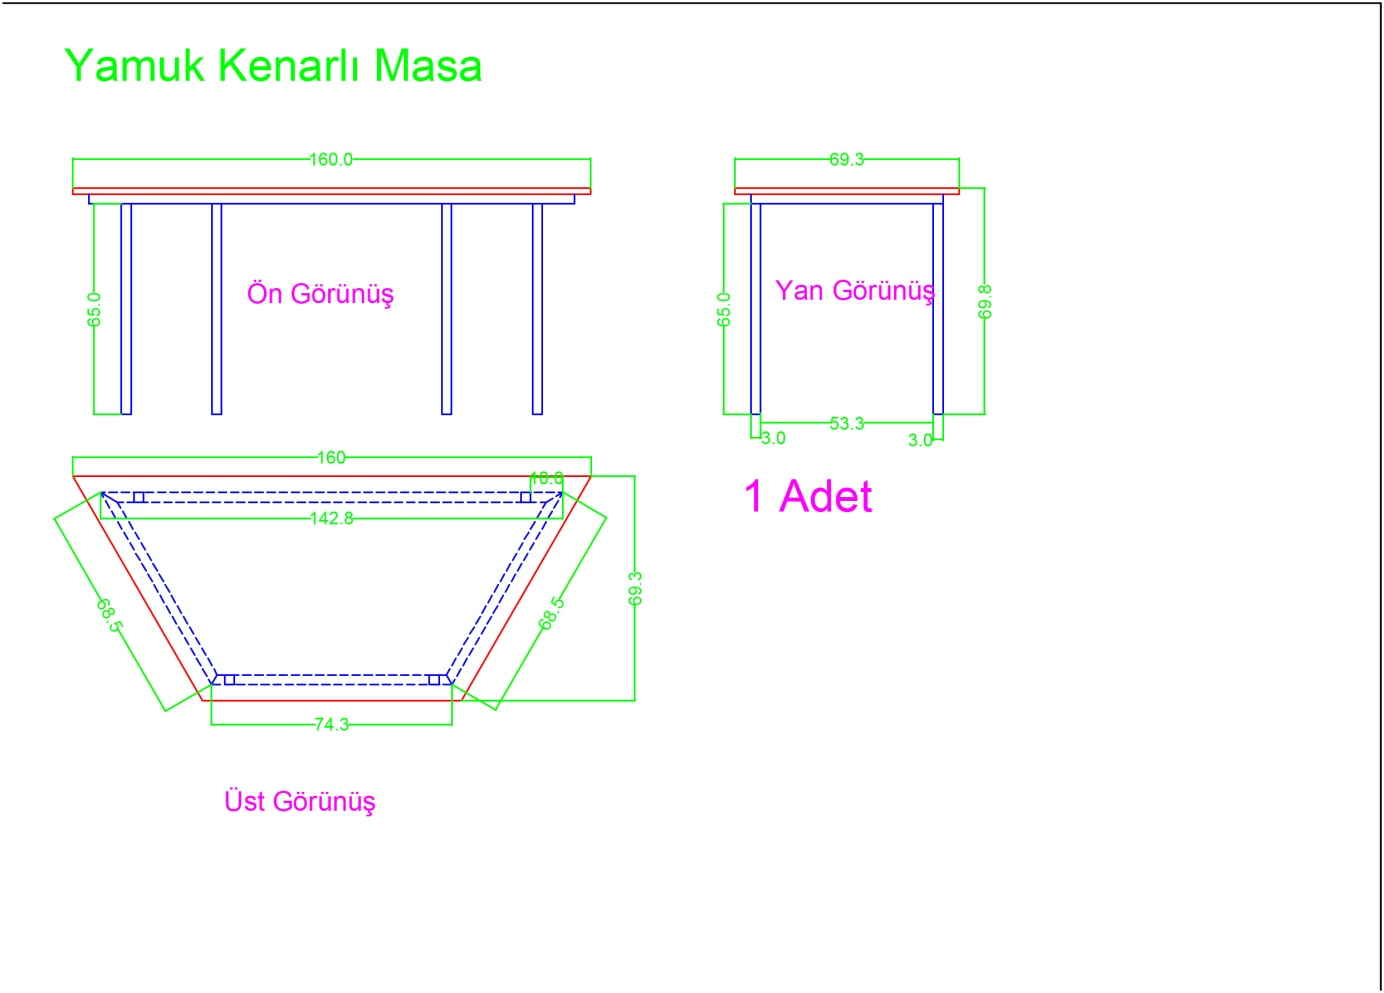 Yamuk Kenarlı Masa
160.0
69.3
Ön Görünüş
Yan Görünüş
65.0
65.0
69.8
53.3
3.0
3.0
160
1 Adet
142.8
68.5
68.5
69.3
74.3
Üst Görünüş